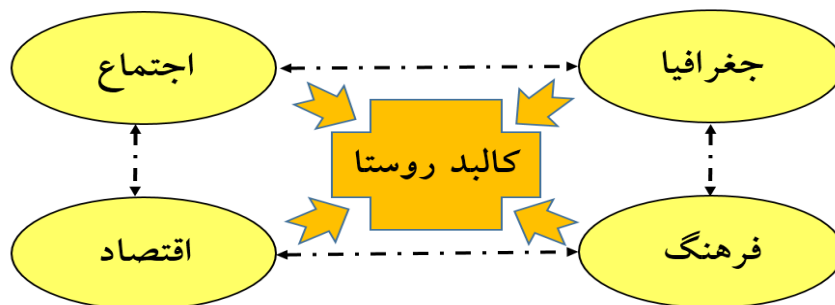 جغرافیا
اجتماع
کالبد روستا
فرهنگ
اقتصاد